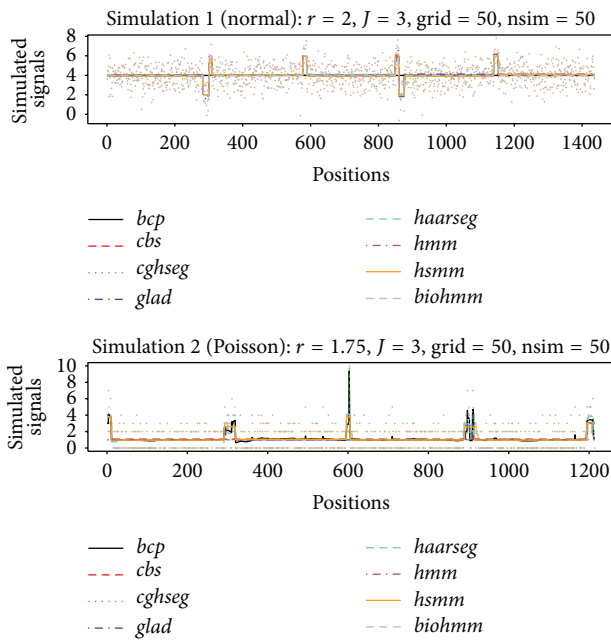 Simulation 1 (normal): r = 2, J = 3, grid = 50, nsim = 50
Simulated
signals
8
6
4
2
0
0 200 400 600 800 1000 1200 1400
Positions
bcp
cbs
cghseg
glad
haarseg
hmm
hsmm
biohmm
Simulation 2 (Poisson): r = 1.75, J = 3, grid = 50, nsim = 50
Simulated
signals
10
8
6
4
2
0
0 200 400 600 800 1000 1200
Positions
bcp
cbs
cghseg
glad
haarseg
hmm
hsmm
biohmm